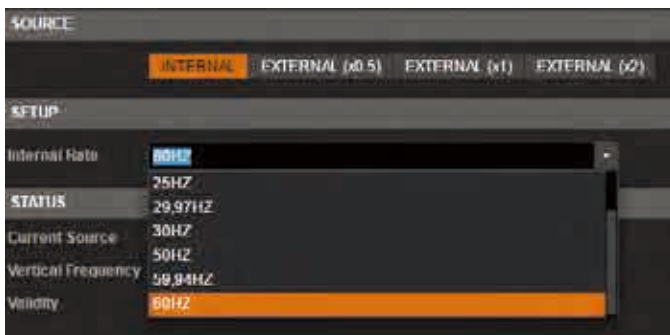 SOURCE
INTERNAL EXTERNAL (x0.5) EXTERNAL (x1) EXTERNAL (x2)
SETUP
Internal Rate 60HZ
25HZ
29,97HZ
STATUS
30HZ
Current Source
50HZ
Vertical Frequency
59,94HZ
Validity 60HZ